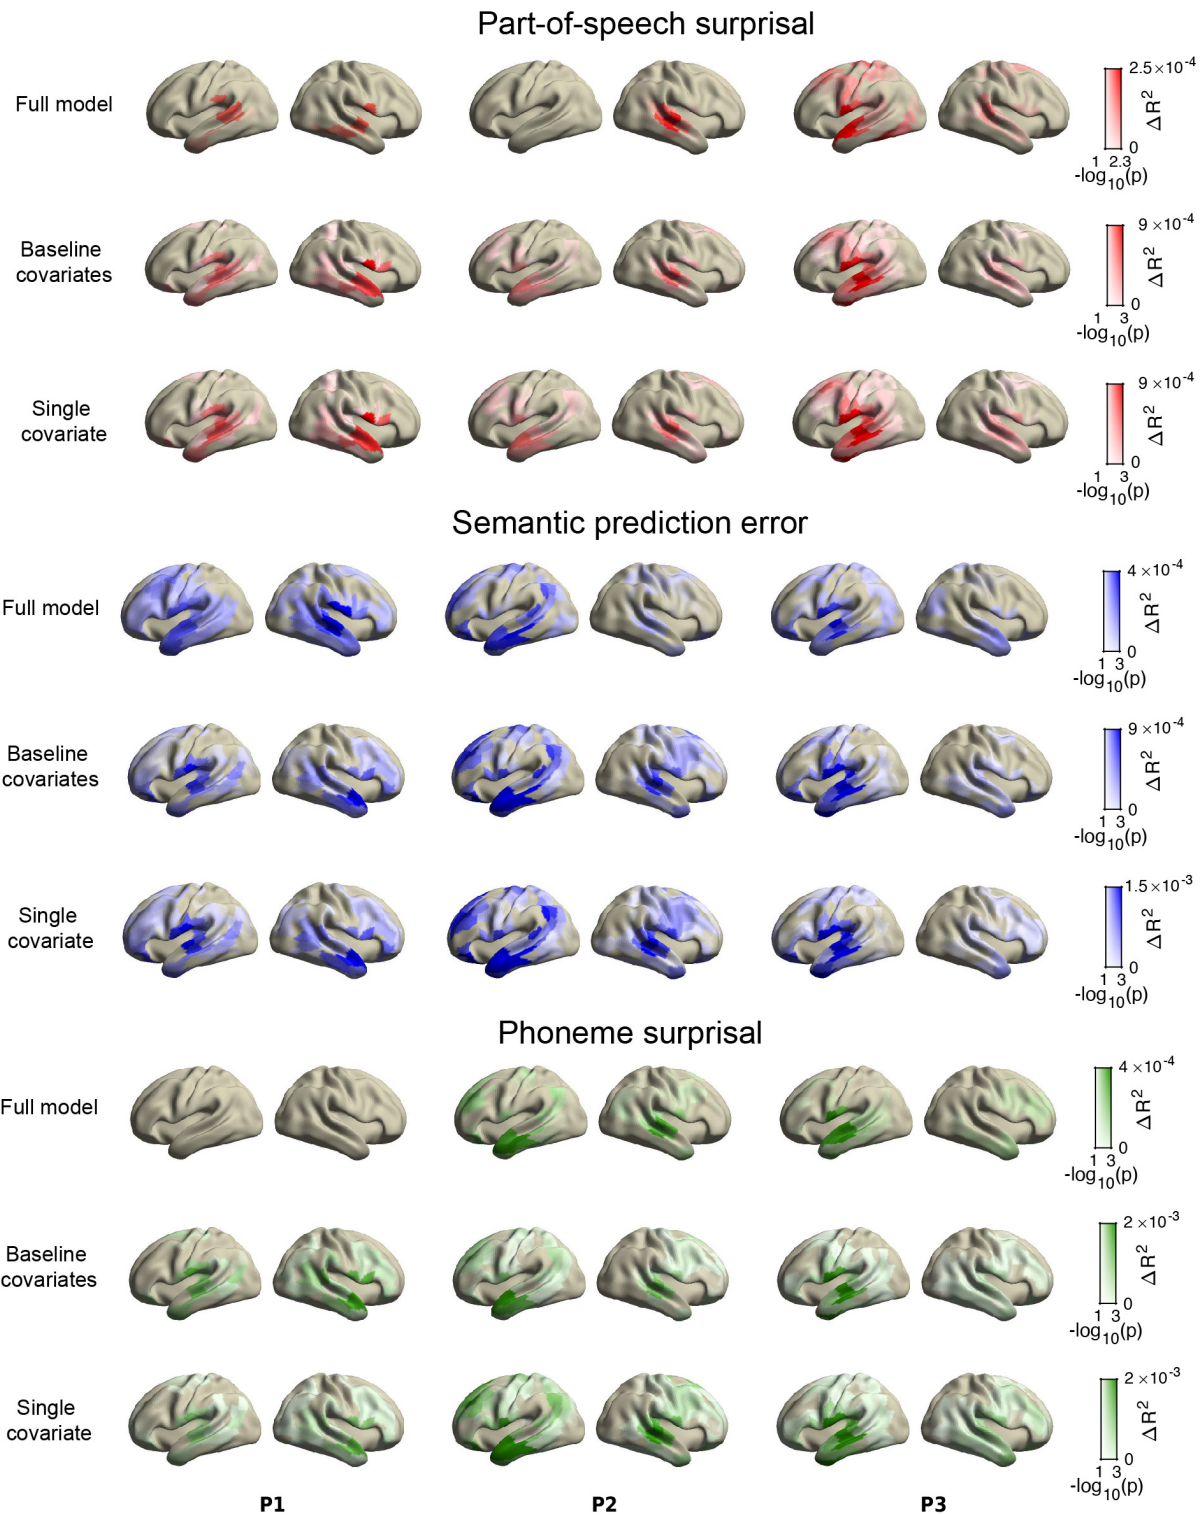 Part-of-speech surprisal
Full model
2.5×10⁻⁴
ΔR²
0
1 2.3
-log₁₀(p)
Baseline
covariates
9 ×10⁻⁴
ΔR²
0
1 3
-log₁₀(p)
Single
covariate
9 ×10⁻⁴
ΔR²
0
1 3
-log₁₀(p)
Semantic prediction error
Full model
4 ×10⁻⁴
ΔR²
0
1 3
-log₁₀(p)
Baseline
covariates
9 ×10⁻⁴
ΔR²
0
1 3
-log₁₀(p)
Single
covariate
1.5×10⁻³
ΔR²
0
1 3
-log₁₀(p)
Phoneme surprisal
Full model
4 ×10⁻⁴
ΔR²
0
1 3
-log₁₀(p)
Baseline
covariates
2 ×10⁻³
ΔR²
0
1 3
-log₁₀(p)
Single
covariate
2 ×10⁻³
ΔR²
0
1 3
-log₁₀(p)
P1 P2 P3